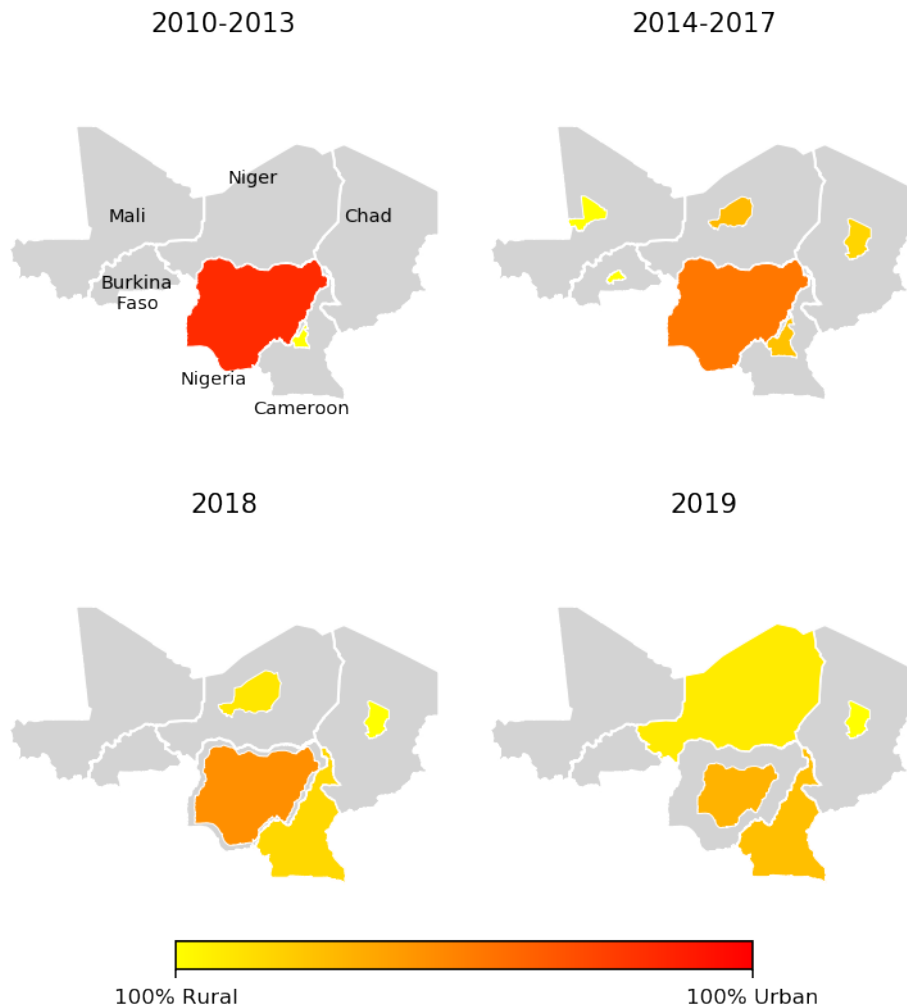 2010-2013
2014-2017
Niger
Mali
Chad
Burkina
Faso
Nigeria
Cameroon
2018
2019
100% Rural
100% Urban